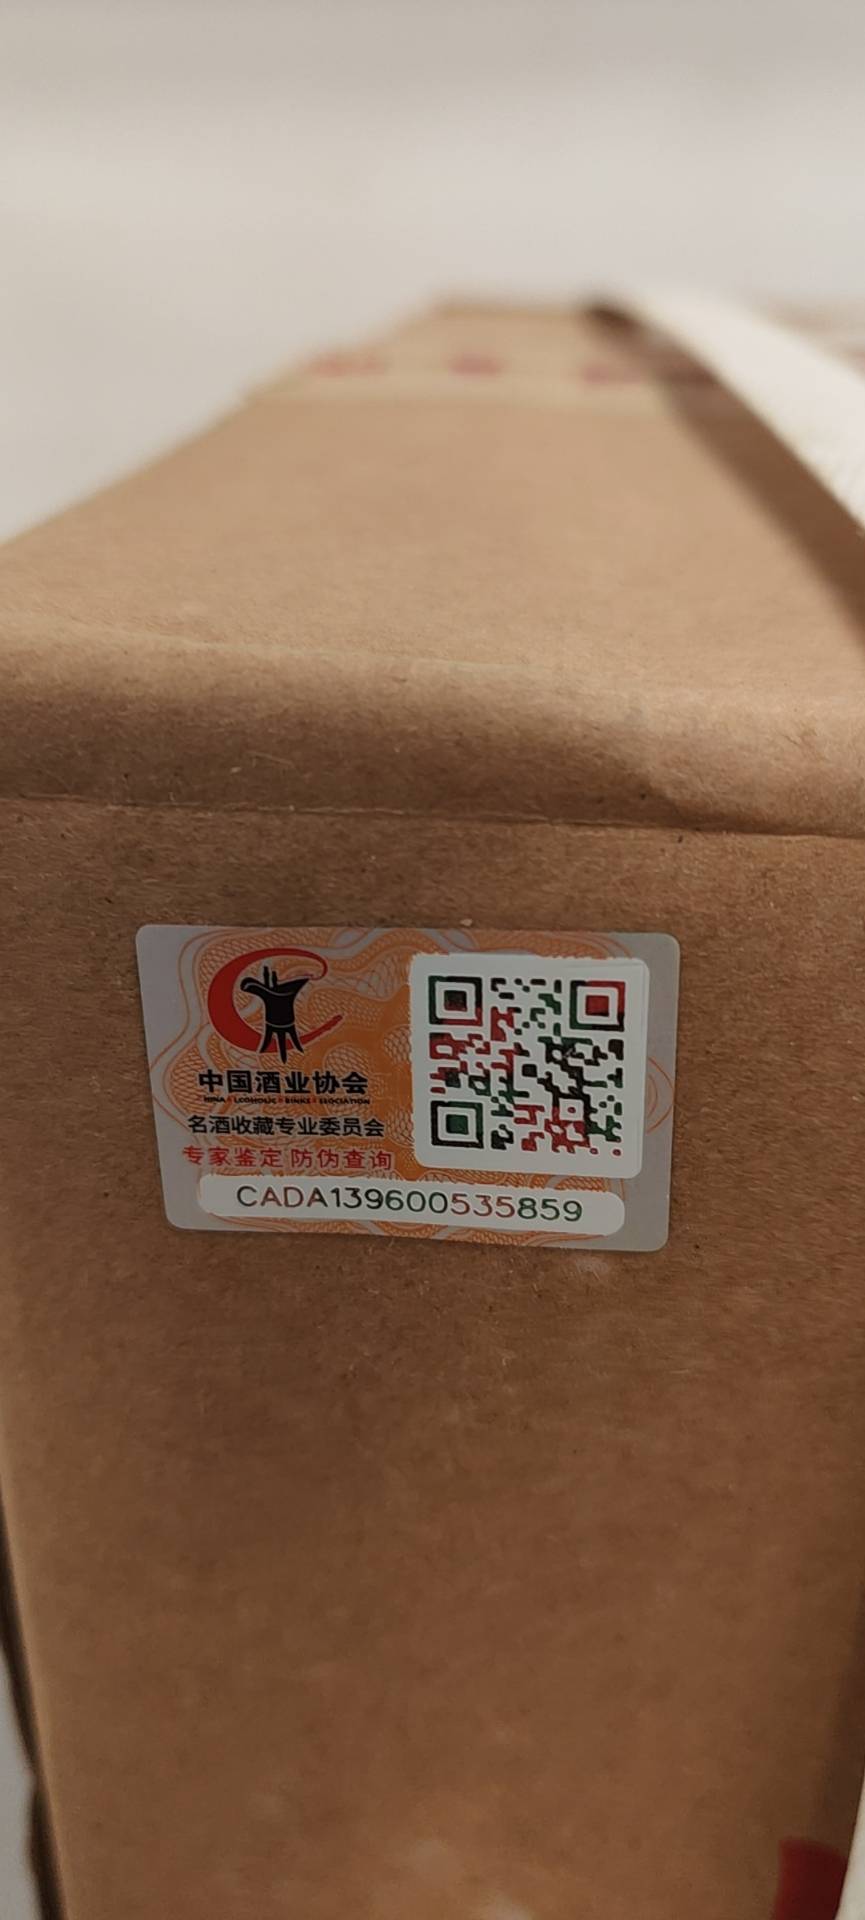 中国酒业协会
名酒收藏专业委员会
专家鉴定 防伪查询
CADA139600535859